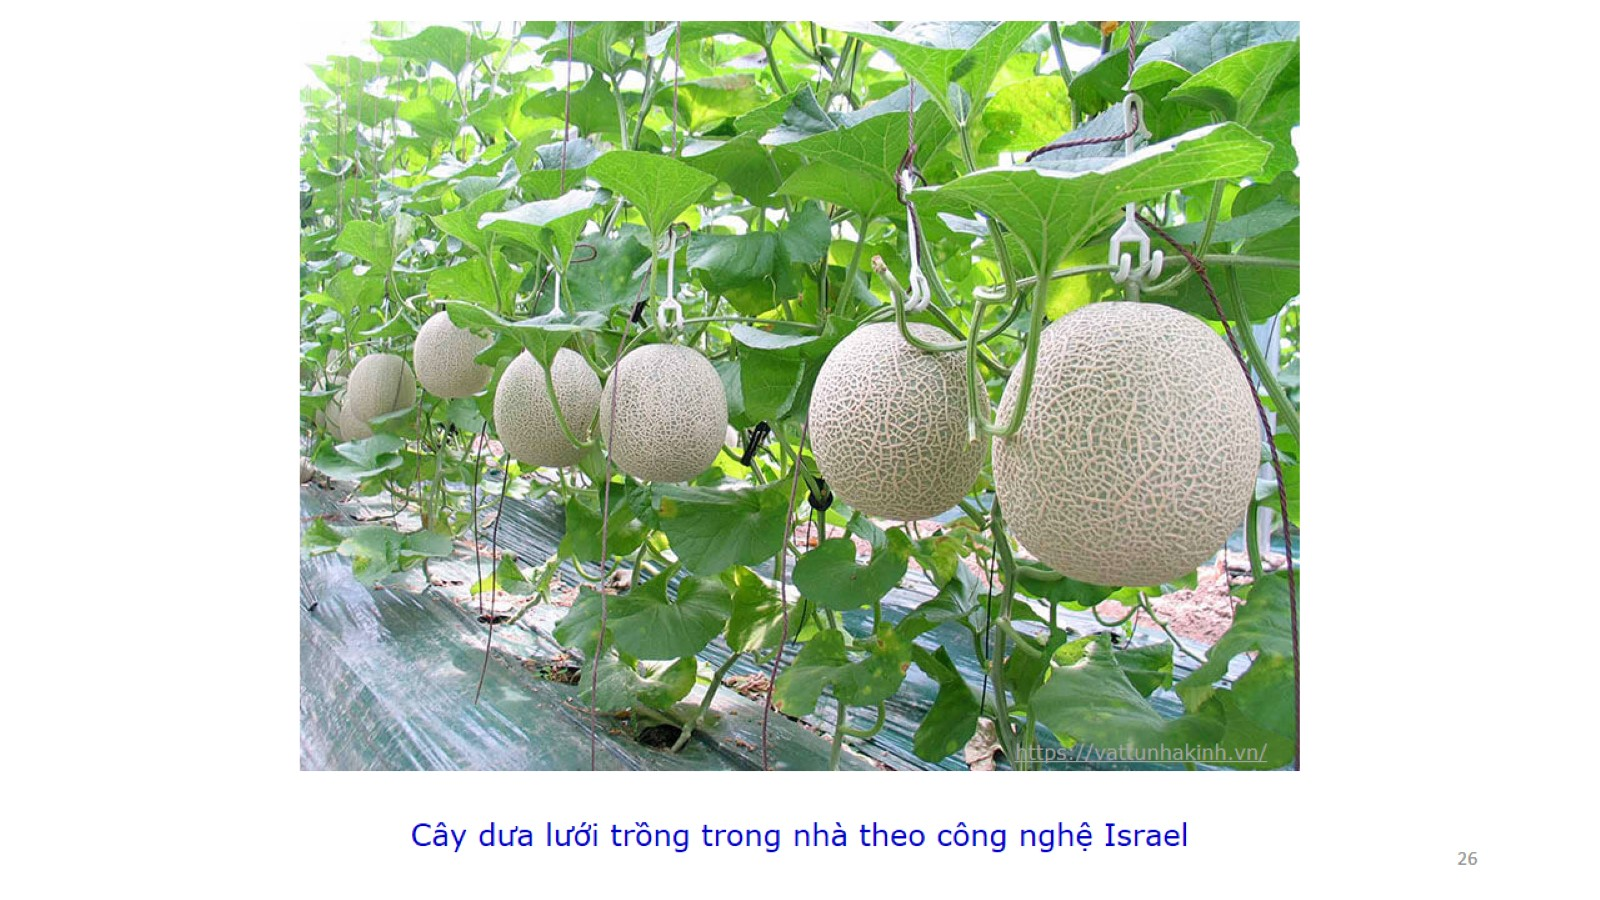 https://vattunhakinh.vn/
Cây dưa lưới trồng trong nhà theo công nghệ Israel
26